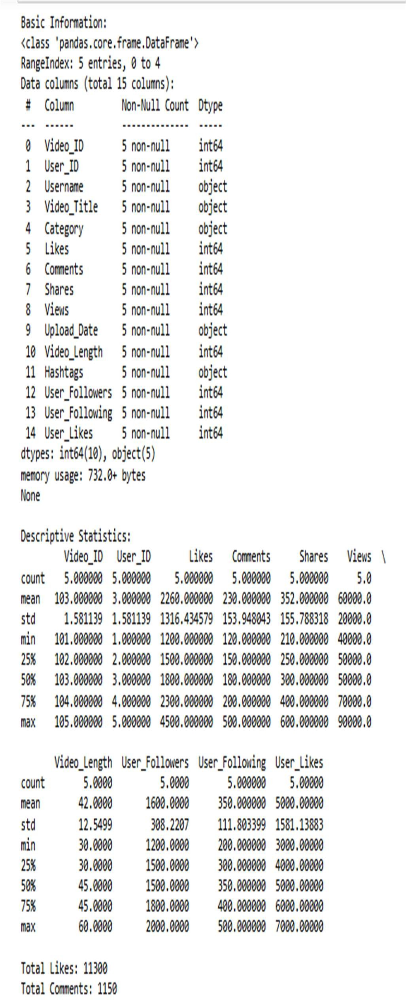 Basic Information:
<class 'pandas.core.frame.DataFrame'>
RangeIndex: 5 entries, 0 to 4
Data columns (total 15 columns):
 #   Column          Non-Null Count  Dtype
---  ------          --------------  -----
 0   Video_ID        5 non-null      int64
 1   User_ID         5 non-null      int64
 2   Username        5 non-null      object
 3   Video_Title     5 non-null      object
 4   Category        5 non-null      object
 5   Likes           5 non-null      int64
 6   Comments        5 non-null      int64
 7   Shares          5 non-null      int64
 8   Views           5 non-null      int64
 9   Upload_Date     5 non-null      object
 10  Video_Length    5 non-null      int64
 11  Hashtags        5 non-null      object
 12  User_Followers  5 non-null      int64
 13  User_Following  5 non-null      int64
 14  User_Likes      5 non-null      int64
dtypes: int64(10), object(5)
memory usage: 732.0+ bytes
None

Descriptive Statistics:
         Video_ID   User_ID        Likes    Comments      Shares    Views  \
count    5.000000  5.000000     5.000000    5.000000    5.000000      5.0
mean   103.000000  3.000000  2260.000000  230.000000  352.000000  60000.0
std      1.581139  1.581139  1316.434579  153.948043  155.788318  20000.0
min    101.000000  1.000000  1200.000000  120.000000  210.000000  40000.0
25%    102.000000  2.000000  1500.000000  150.000000  250.000000  50000.0
50%    103.000000  3.000000  1800.000000  180.000000  300.000000  50000.0
75%    104.000000  4.000000  2300.000000  200.000000  400.000000  70000.0
max    105.000000  5.000000  4500.000000  500.000000  600.000000  90000.0

       Video_Length  User_Followers  User_Following  User_Likes
count        5.0000          5.0000        5.000000     5.00000
mean        42.0000       1600.0000      350.000000  5000.00000
std         12.5499        308.2207      111.803399  1581.13883
min         30.0000       1200.0000      200.000000  3000.00000
25%         30.0000       1500.0000      300.000000  4000.00000
50%         45.0000       1500.0000      350.000000  5000.00000
75%         45.0000       1800.0000      400.000000  6000.00000
max         60.0000       2000.0000      500.000000  7000.00000

Total Likes: 11300
Total Comments: 1150